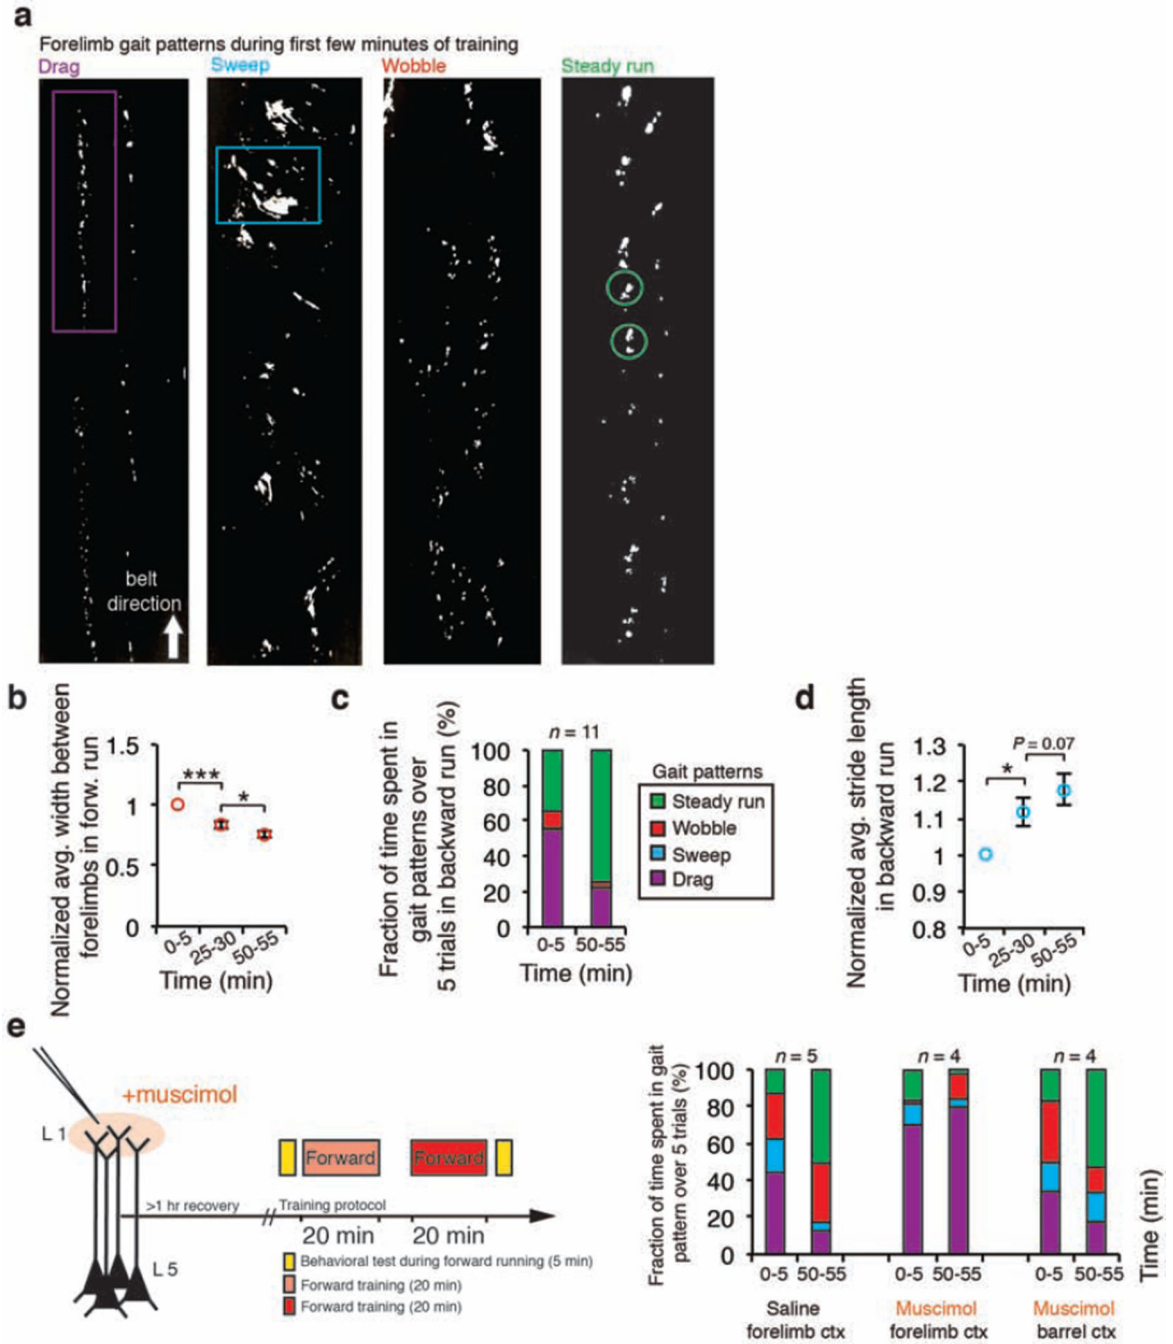 a
Forelimb gait patterns during first few minutes of training
Drag
Sweep
Wobble
Steady run
belt
direction
b
Normalized avg. width between
forelimbs in forw. run
1.5
1
0.5
0
***
*
0-5
25-30
50-55
Time (min)
c
Fraction of time spent in
gait patterns over
5 trials in backward run (%)
n = 11
100
80
60
40
20
0
0-5
50-55
Time (min)
Gait patterns
Steady run
Wobble
Sweep
Drag
d
Normalized avg. stride length
in backward run
1.3
1.2
1.1
1
0.9
0.8
*
P = 0.07
0-5
25-30
50-55
Time (min)
e
+muscimol
L 1
L 5
>1 hr recovery
Forward
Forward
Training protocol
20 min
20 min
Behavioral test during forward running (5 min)
Forward training (20 min)
Forward training (20 min)
Fraction of time spent in gait
pattern over 5 trials (%)
100
80
60
40
20
0
n = 5
n = 4
n = 4
0-5
50-55
0-5
50-55
0-5
50-55
Time (min)
Saline
forelimb ctx
Muscimol
forelimb ctx
Muscimol
barrel ctx